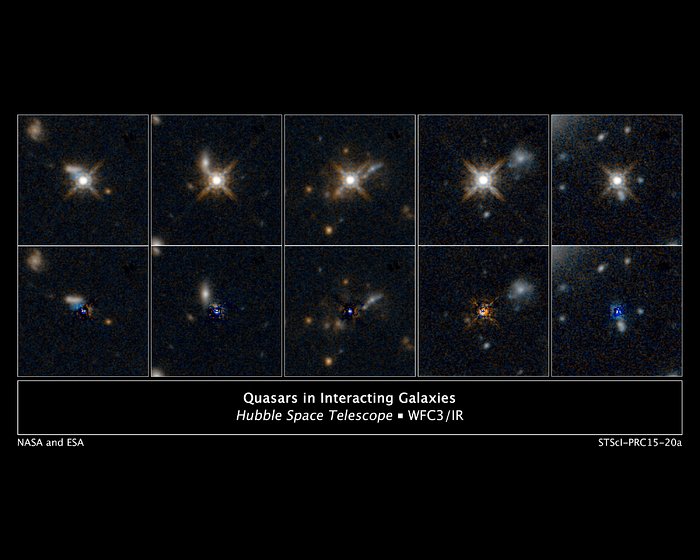 Quasars in Interacting Galaxies
Hubble Space Telescope ▪ WFC3/IR
NASA and ESA
STScI-PRC15-20a